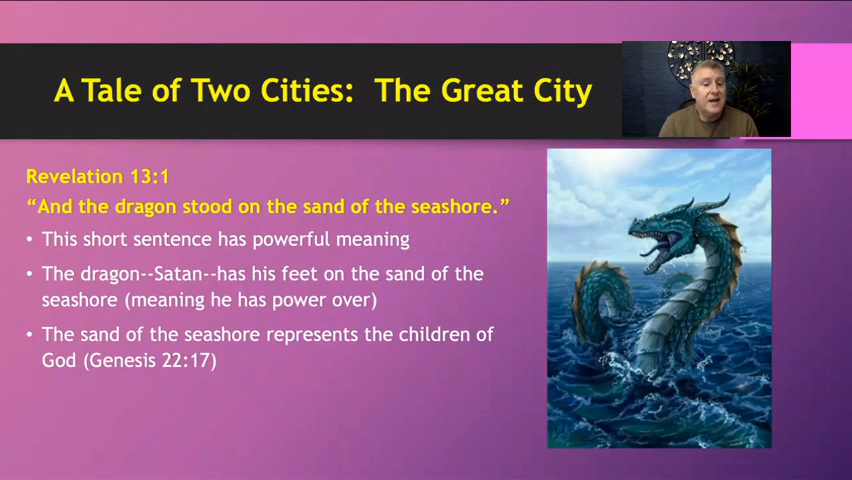 A Tale of Two Cities:  The Great City
Revelation 13:1
“And the dragon stood on the sand of the seashore.”
• This short sentence has powerful meaning
• The dragon--Satan--has his feet on the sand of the
seashore (meaning he has power over)
• The sand of the seashore represents the children of
God (Genesis 22:17)